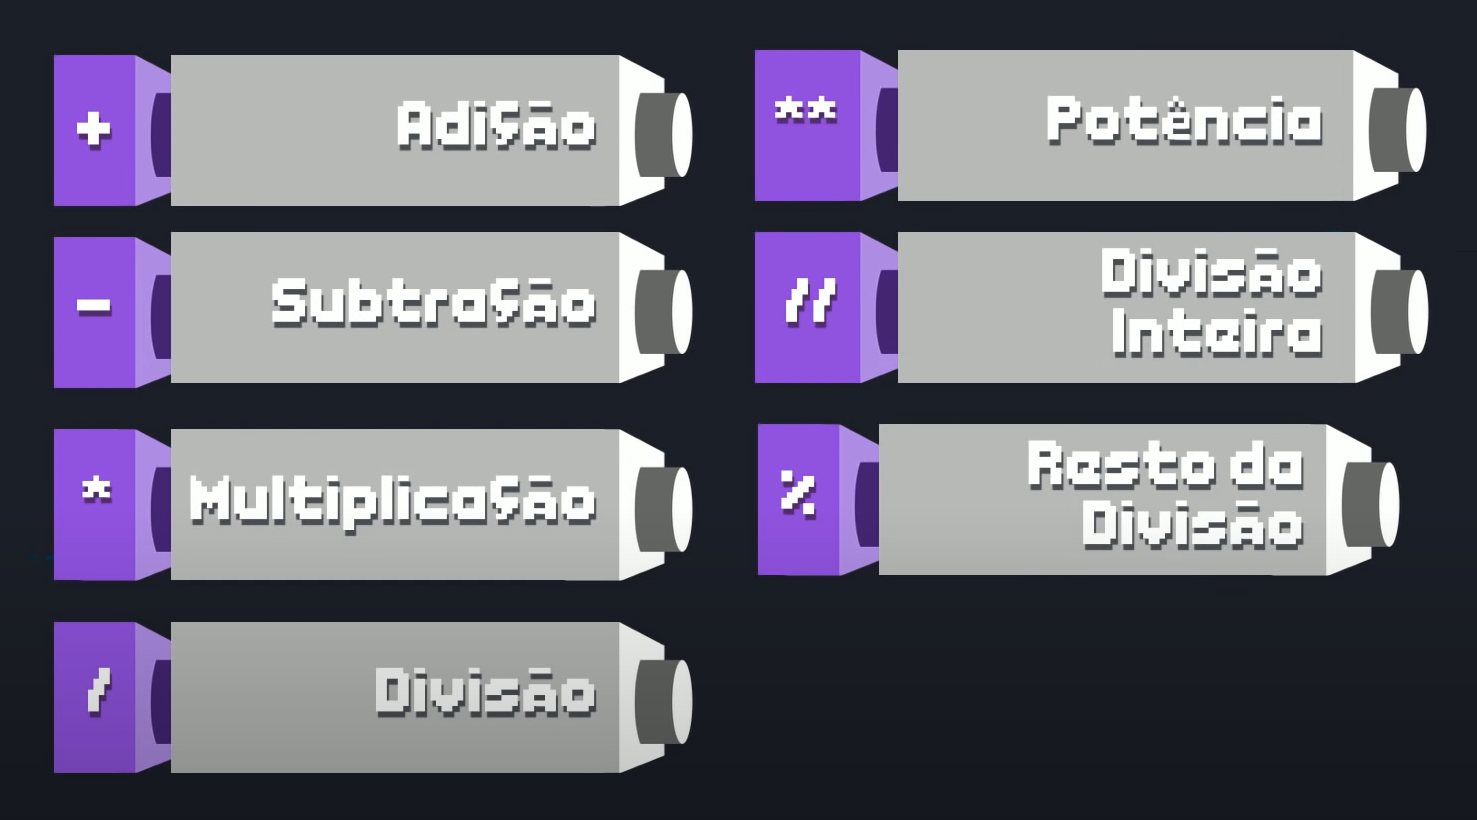 + Adição
- Subtração
* Multiplicação
/ Divisão
** Potência
// Divisão
Inteira
% Resto da
Divisão